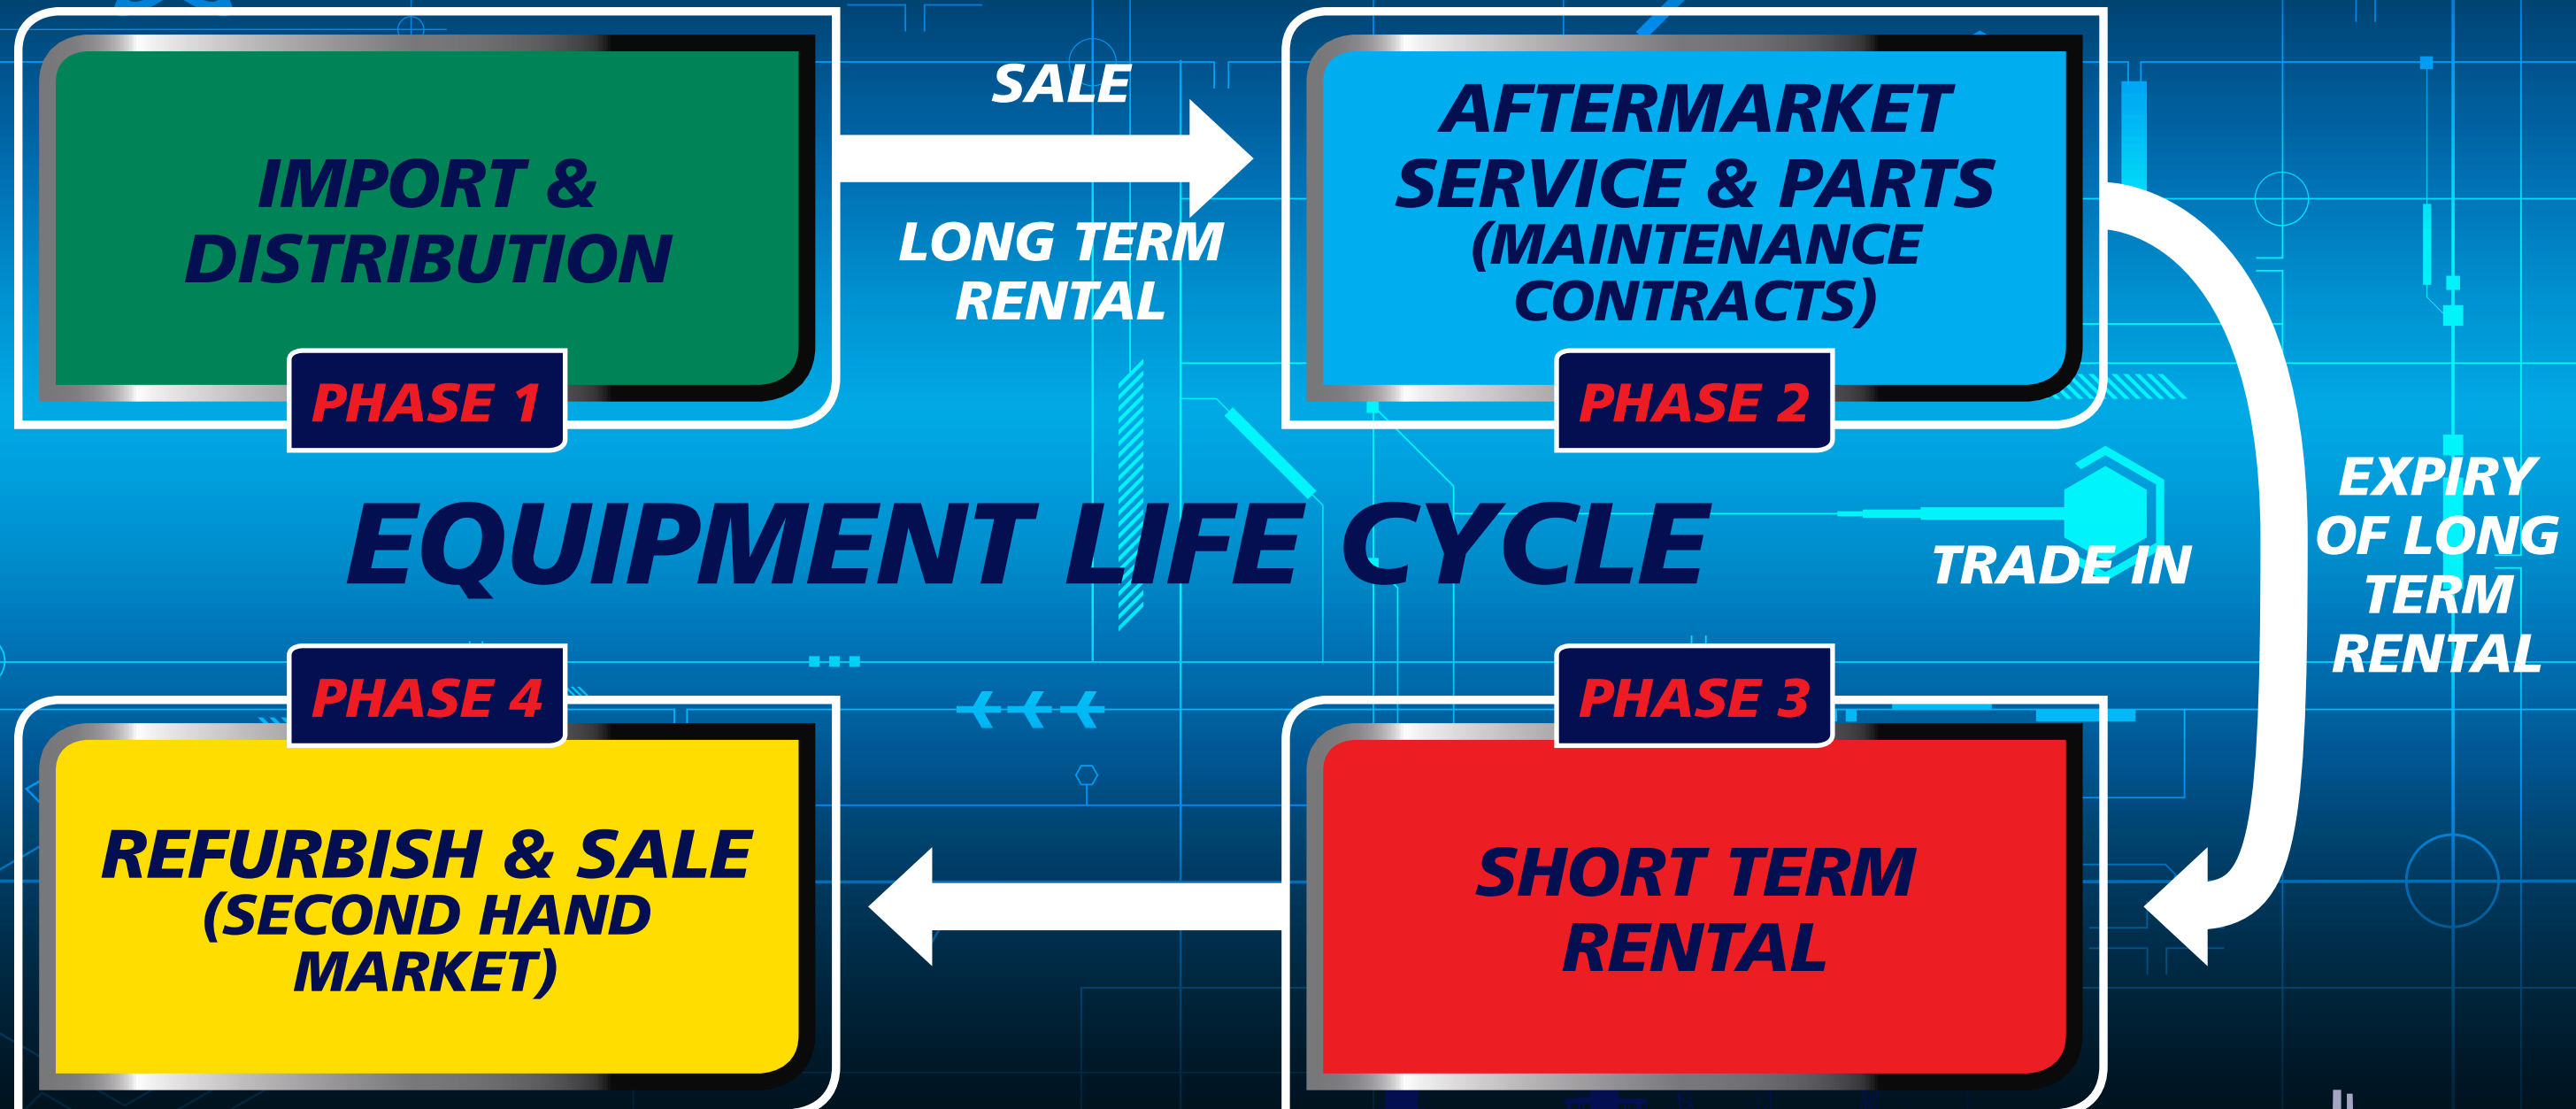 IMPORT &
DISTRIBUTION
PHASE 1
SALE
LONG TERM
RENTAL
AFTERMARKET
SERVICE & PARTS
(MAINTENANCE
CONTRACTS)
PHASE 2
EQUIPMENT LIFE CYCLE
TRADE IN
EXPIRY
OF LONG
TERM
RENTAL
PHASE 4
REFURBISH & SALE
(SECOND HAND
MARKET)
PHASE 3
SHORT TERM
RENTAL